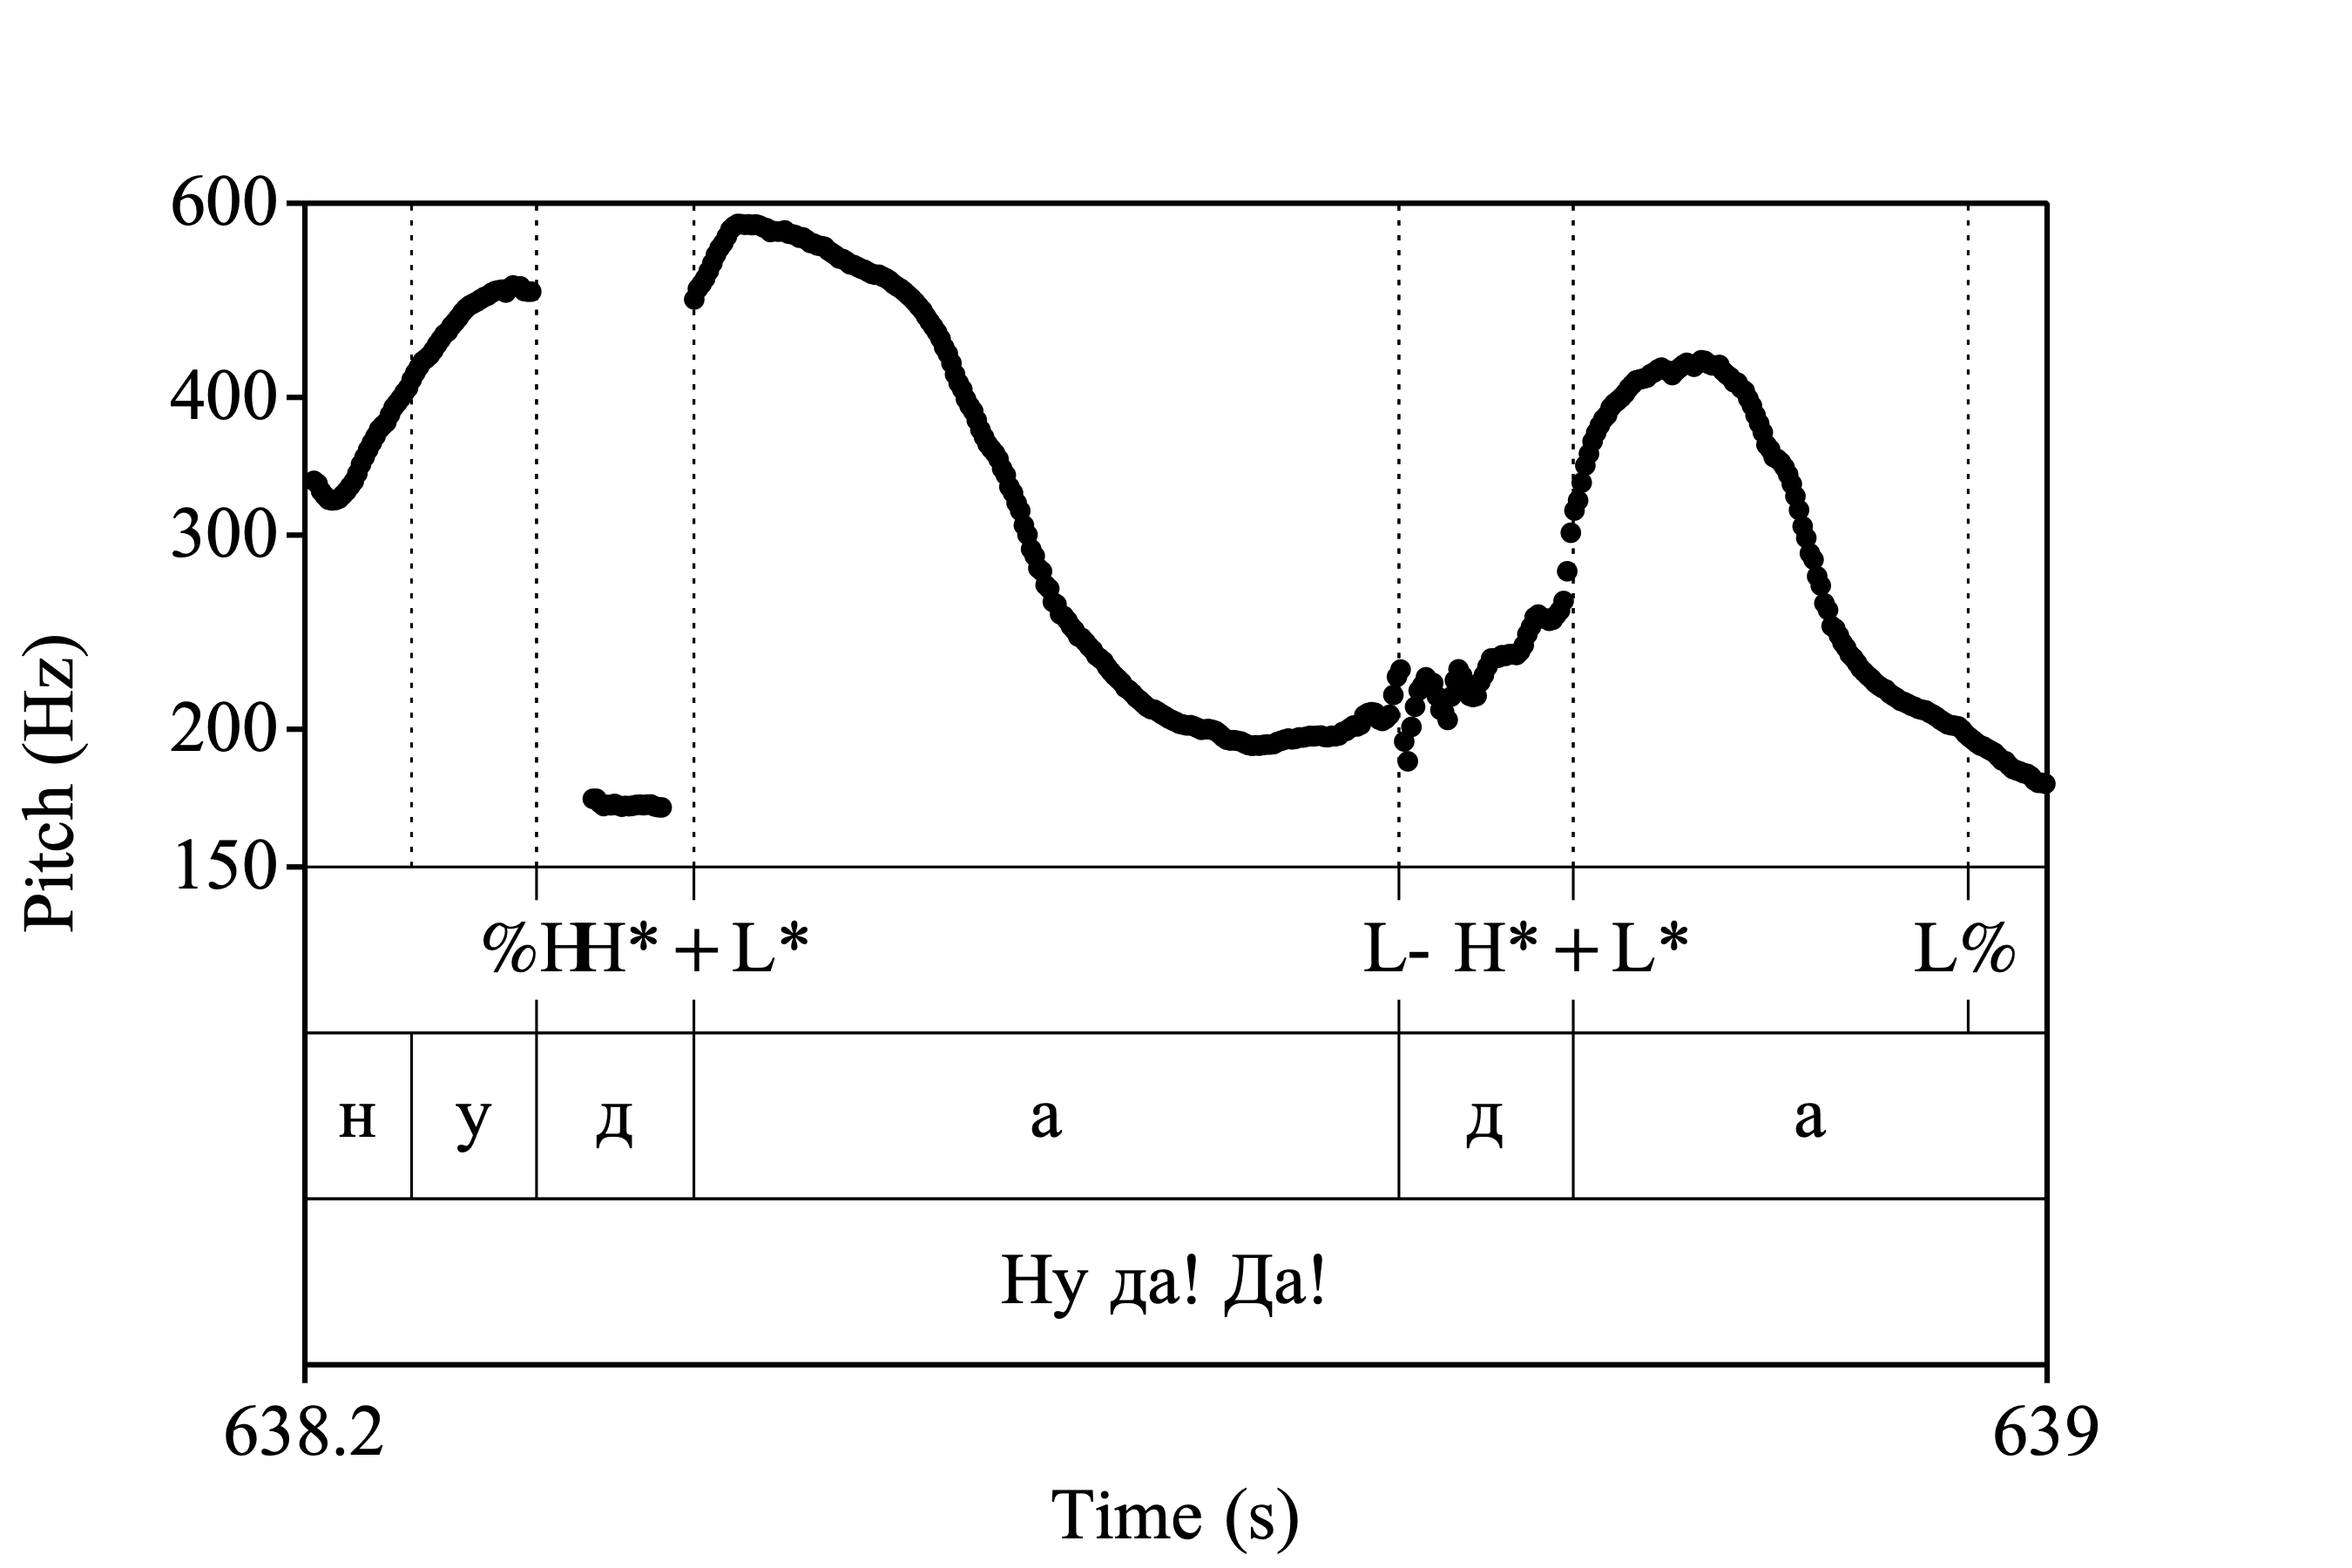 600
400
300
200
150
Pitch (Hz)
%H H*+L* L- H*+L* L%
н у д а д а
Ну да! Да!
638.2 639
Time (s)